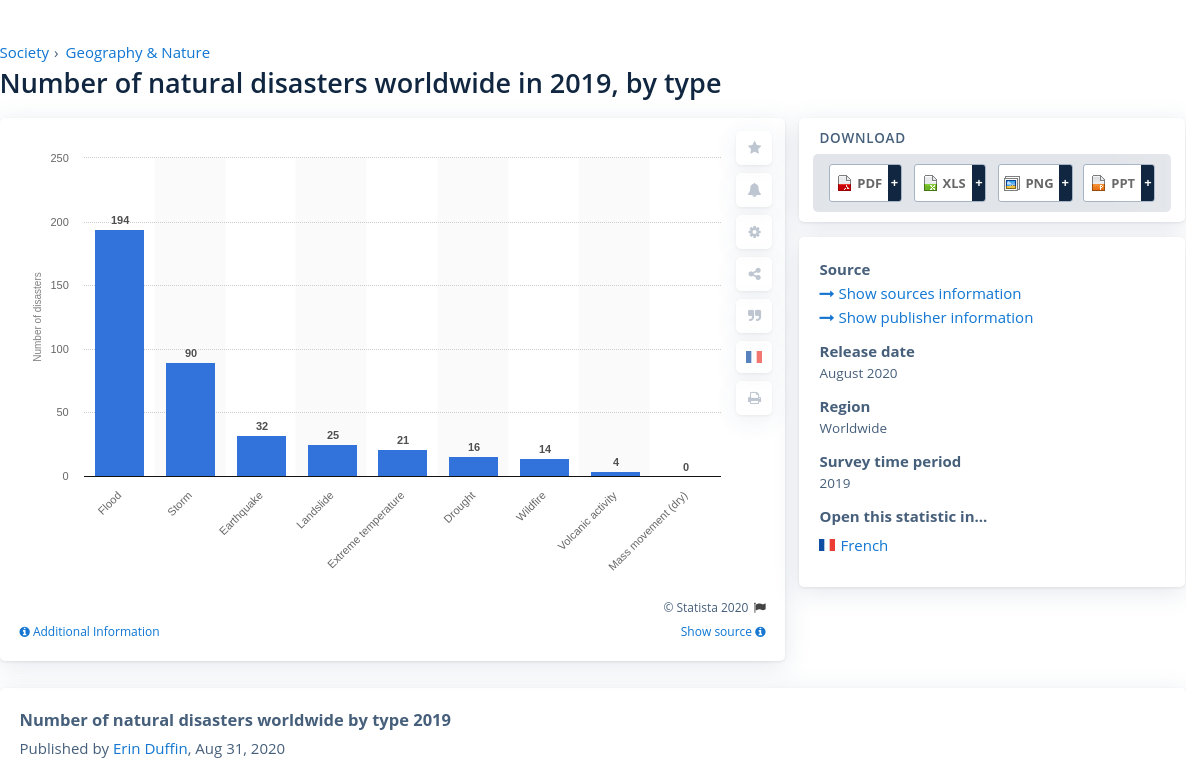 Society › Geography & Nature
Number of natural disasters worldwide in 2019, by type
250
200
150
100
50
0
Number of disasters
194
90
32
25
21
16
14
4
0
Flood
Storm
Earthquake
Landslide
Extreme temperature
Drought
Wildfire
Volcanic activity
Mass movement (dry)
© Statista 2020
Additional Information
Show source
DOWNLOAD
PDF + XLS + PNG + PPT +
Source
Show sources information
Show publisher information
Release date
August 2020
Region
Worldwide
Survey time period
2019
Open this statistic in...
French
Number of natural disasters worldwide by type 2019
Published by Erin Duffin, Aug 31, 2020